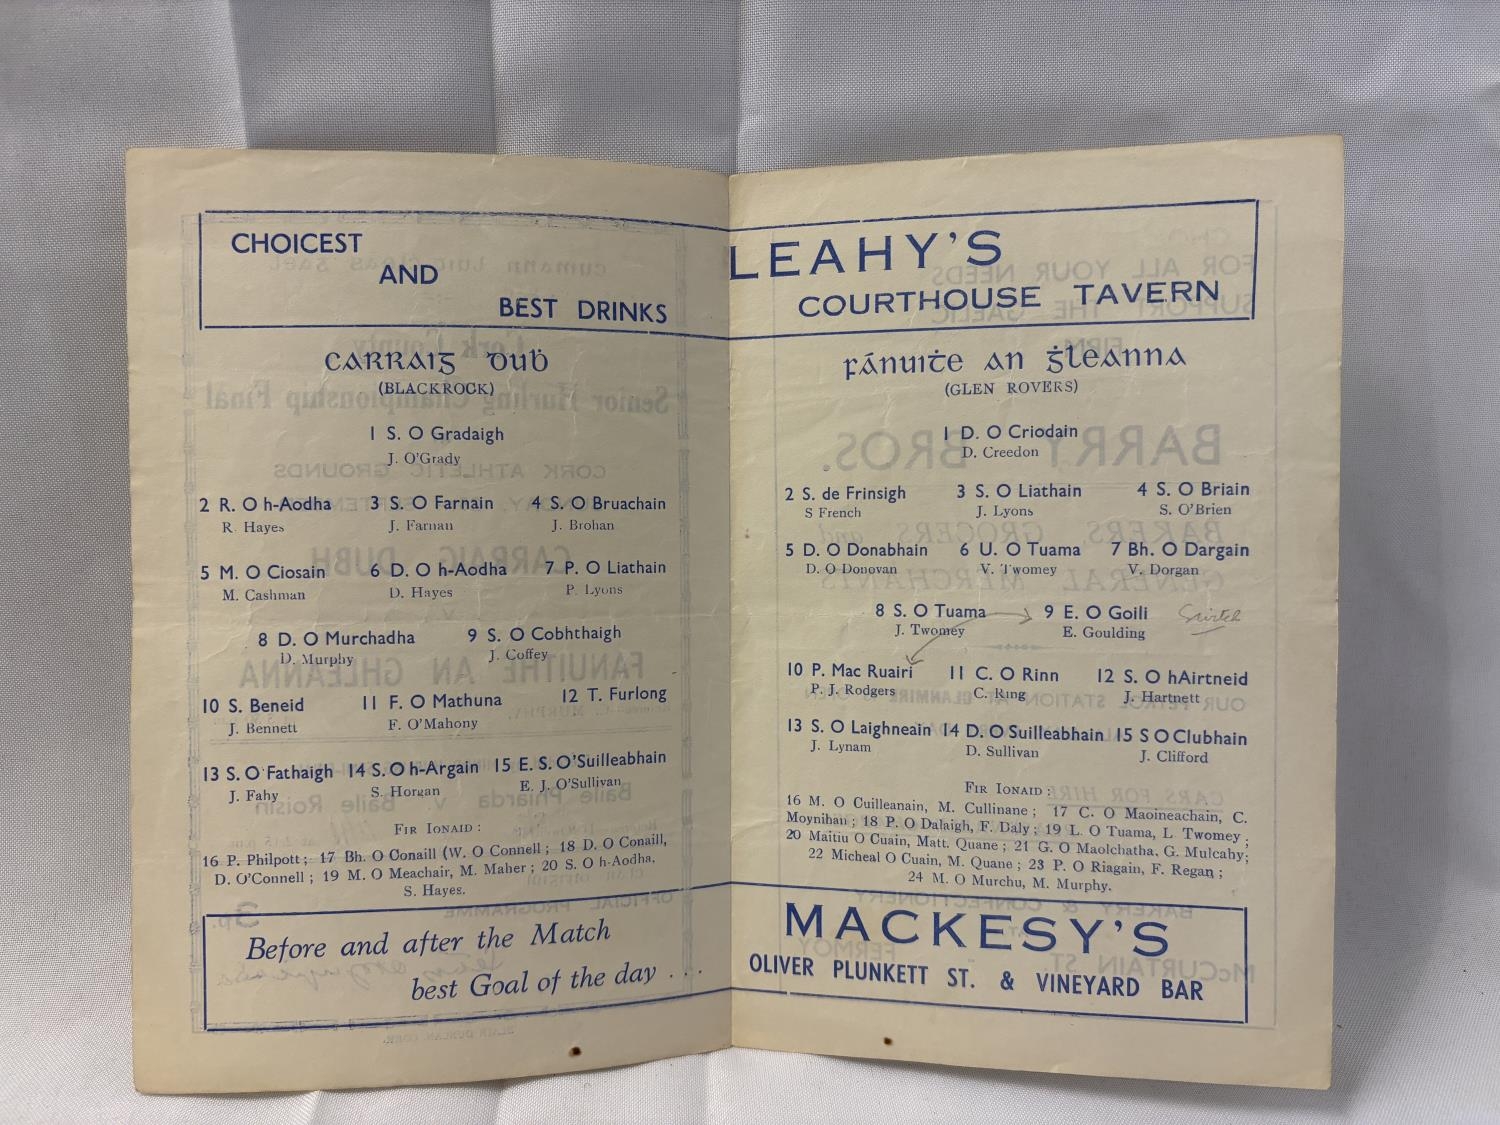 CHOICEST
AND
BEST DRINKS
CARRAIG DUḂ
(BLACKROCK)
1 S. O Gradaigh
J. O'Grady
2 R. O h-Aodha 3 S. O Farnain 4 S. O Bruachain
R. Hayes J. Farnan J. Brohan
5 M. O Ciosain 6 D. O h-Aodha 7 P. O Liathain
M. Cashman D. Hayes P. Lyons
8 D. O Murchadha 9 S. O Cobhthaigh
D. Murphy J. Coffey
10 S. Beneid 11 F. O Mathuna 12 T. Furlong
J. Bennett F. O'Mahony
13 S. O Fathaigh 14 S. O h-Argain 15 E. S. O'Suilleabhain
J. Fahy S. Horgan E. J. O'Sullivan
FIR IONAID :
16 P. Philpott; 17 Bh. O Conaill (W. O Connell; 18 D. O Conaill,
D. O'Connell; 19 M. O Meachair, M. Maher; 20 S. O h-Aodha.
S. Hayes.
Before and after the Match
best Goal of the day . . .
LEAHY'S
COURTHOUSE TAVERN
FÁNUIṪE AN ĠLEANNA
(GLEN ROVERS)
1 D. O Criodain
D. Creedon
2 S. de Frinsigh 3 S. O Liathain 4 S. O Briain
S French J. Lyons S. O'Brien
5 D. O Donabhain 6 U. O Tuama 7 Bh. O Dargain
D. O Donovan V. Twomey V. Dorgan
8 S. O Tuama 9 E. O Goili Switch
J. Twomey E. Goulding
10 P. Mac Ruairi 11 C. O Rinn 12 S. O hAirtneid
P. J. Rodgers C. Ring J. Hartnett
13 S. O Laighneain 14 D. O Suilleabhain 15 S O Clubhain
J. Lynam D. Sullivan J. Clifford
FIR IONAID :
16 M. O Cuilleanain, M. Cullinane; 17 C. O Maoineachain, C.
Moynihan; 18 P. O Dalaigh, F. Daly; 19 L. O Tuama, L Twomey;
20 Maitiu O Cuain, Matt. Quane; 21 G. O Maolchatha, G. Mulcahy;
22 Micheal O Cuain, M. Quane; 23 P. O Riagain, F. Regan;
24 M. O Murchu, M. Murphy.
MACKESY'S
OLIVER PLUNKETT ST. & VINEYARD BAR